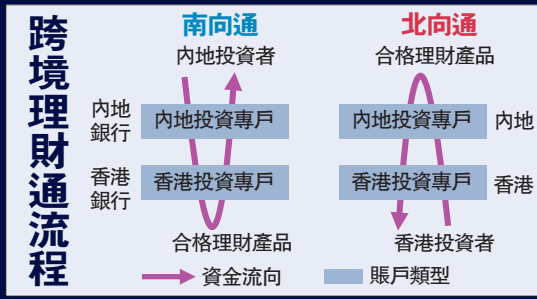 跨境理財通流程
南向通
北向通
內地投資者
合格理財產品
內地
銀行
內地投資專戶
內地投資專戶
內地
香港
銀行
香港投資專戶
香港投資專戶
香港
合格理財產品
香港投資者
資金流向
賬戶類型